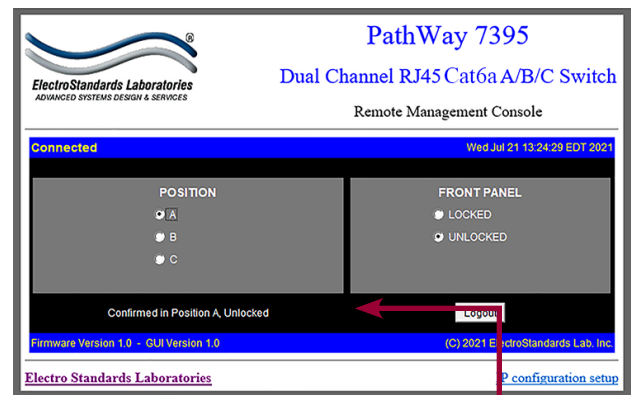 ®
ElectroStandards Laboratories
ADVANCED SYSTEMS DESIGN & SERVICES
PathWay 7395
Dual Channel RJ45 Cat6a A/B/C Switch
Remote Management Console
Connected
Wed Jul 21 13:24:29 EDT 2021
POSITION
A
B
C
FRONT PANEL
LOCKED
UNLOCKED
Confirmed in Position A, Unlocked
Logout
Firmware Version 1.0 - GUI Version 1.0
(C) 2021 ElectroStandards Lab. Inc.
Electro Standards Laboratories
IP configuration setup